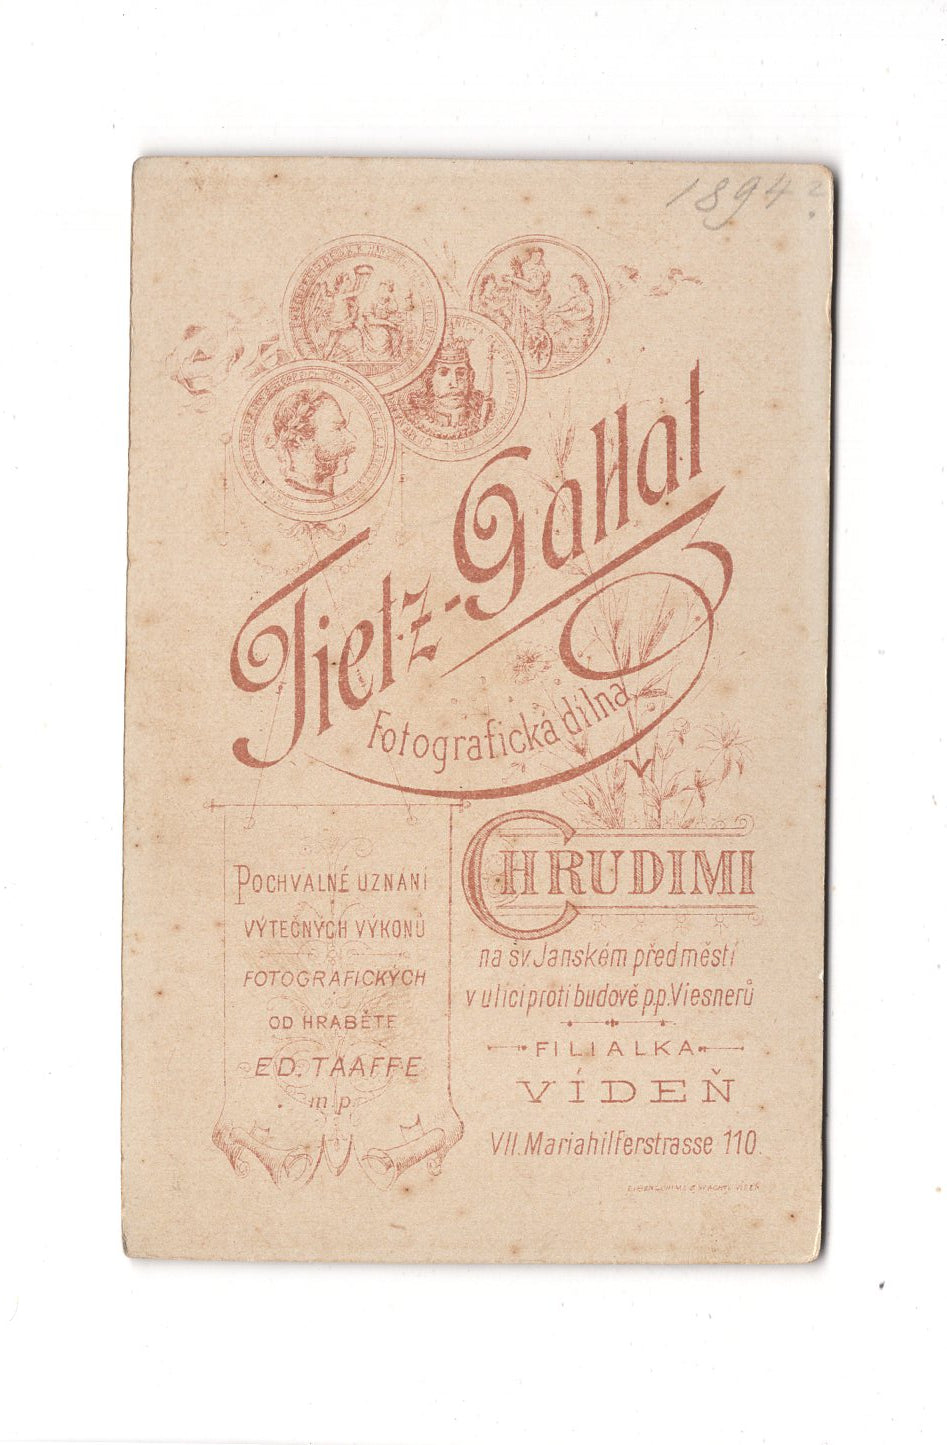 1894?
Tietz-Gallat
Fotografická dílna
V
CHRUDIMI
na sv. Janském předměstí
v ulici proti budově p.p. Viesnerů
FILIALKA
VÍDEŇ
VII. Mariahilferstrasse 110.
POCHVALNÉ UZNANÍ
VÝTEČNÝCH VÝKONŮ
FOTOGRAFICKÝCH
OD HRABĚTE
ED. TAAFFE
m. p.